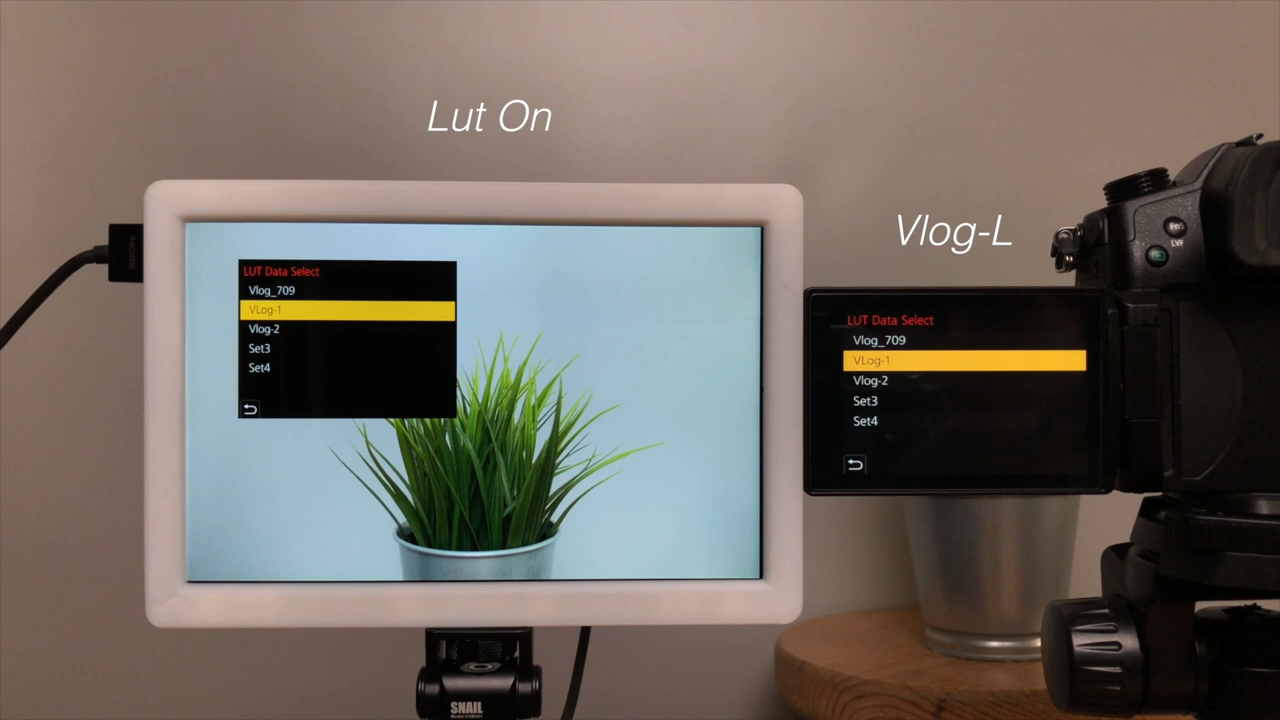 Lut On
Vlog-L
HDMI
LUT Data Select
Vlog_709
VLog-1
Vlog-2
Set3
Set4
LUT Data Select
Vlog_709
VLog-1
Vlog-2
Set3
Set4
LVF
SNAIL